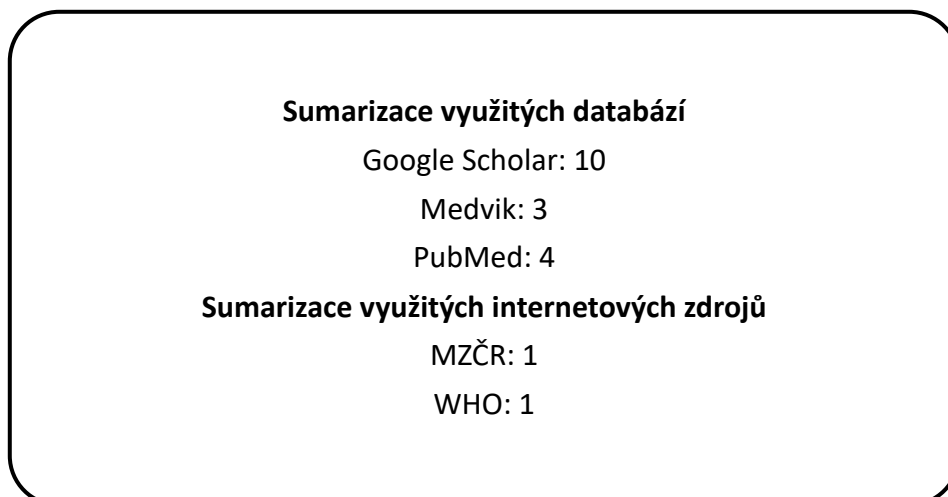 Sumarizace využitých databází
Google Scholar: 10
Medvik: 3
PubMed: 4
Sumarizace využitých internetových zdrojů
MZČR: 1
WHO: 1